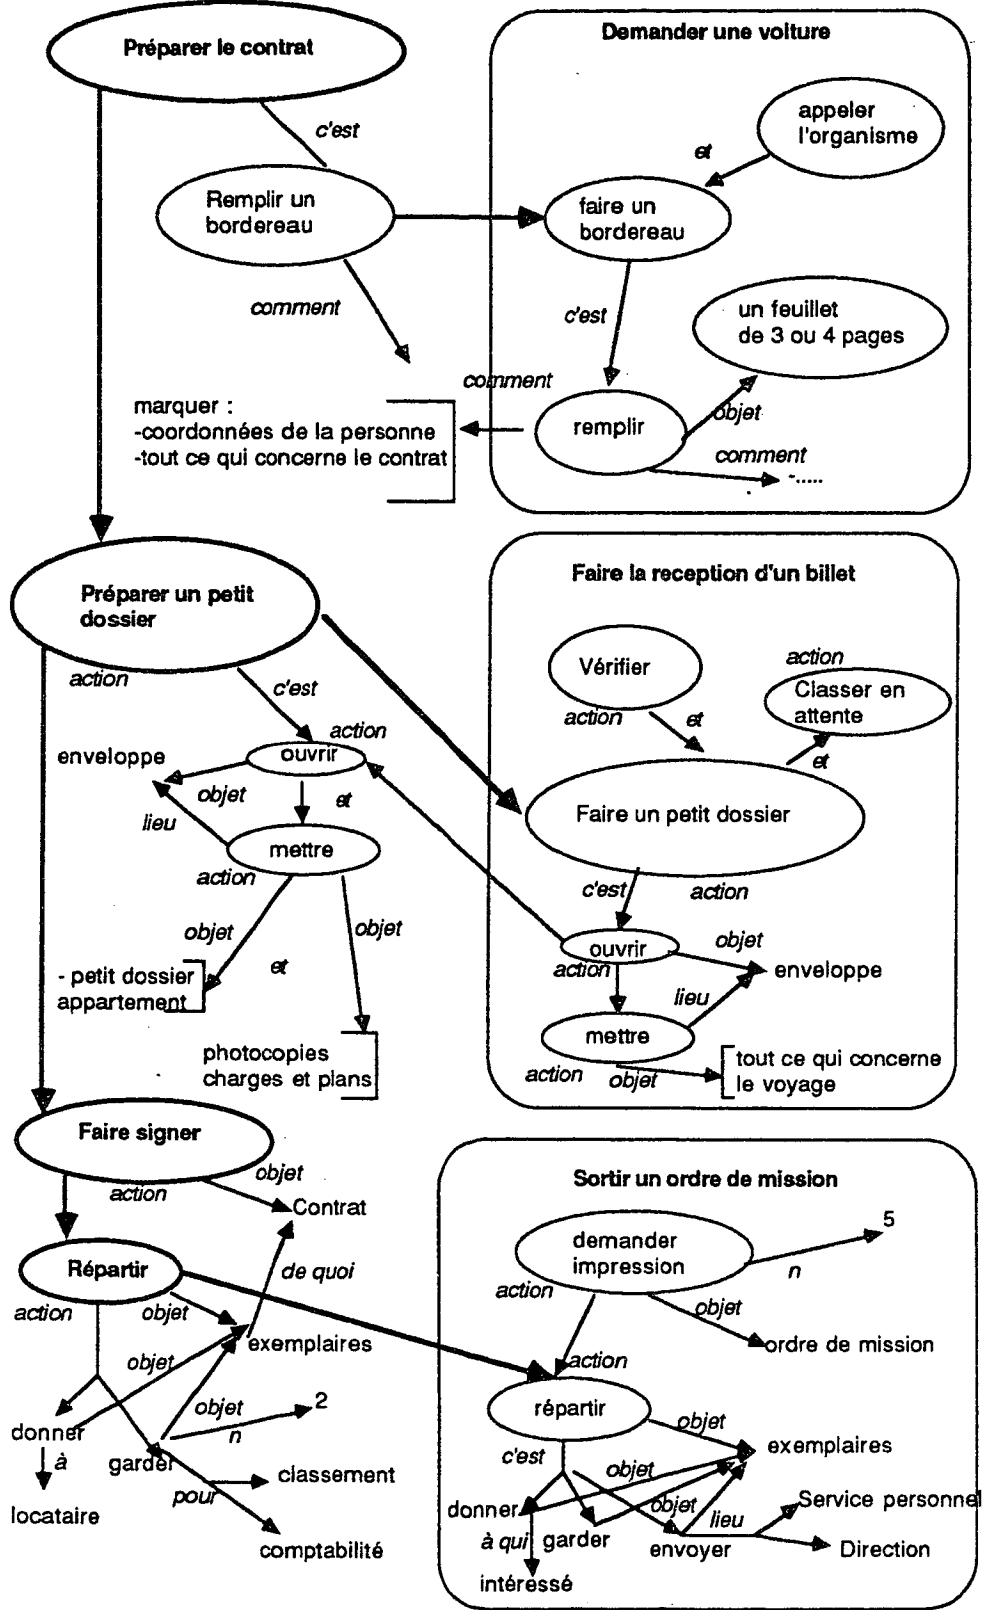 Préparer le contrat
c'est
Remplir un
bordereau
comment
marquer :
-coordonnées de la personne
-tout ce qui concerne le contrat
Demander une voiture
appeler
l'organisme
et
faire un
bordereau
c'est
un feuillet
de 3 ou 4 pages
comment
remplir
objet
comment
-.....
Préparer un petit
dossier
action
c'est
action
enveloppe
ouvrir
objet
et
lieu
mettre
action
objet
objet
et
- petit dossier
appartement
photocopies
charges et plans
Faire la reception d'un billet
Vérifier
action
et
action
Classer en
attente
et
Faire un petit dossier
c'est
action
ouvrir
objet
action
enveloppe
lieu
mettre
action
objet
tout ce qui concerne
le voyage
Faire signer
objet
action
Contrat
Répartir
de quoi
action
objet
exemplaires
objet
objet
2
n
donner
à
garder
classement
pour
locataire
comptabilité
Sortir un ordre de mission
demander
impression
5
n
action
objet
ordre de mission
action
répartir
objet
c'est
exemplaires
objet
donner
objet
Service personnel
lieu
à qui
garder
envoyer
Direction
intéressé